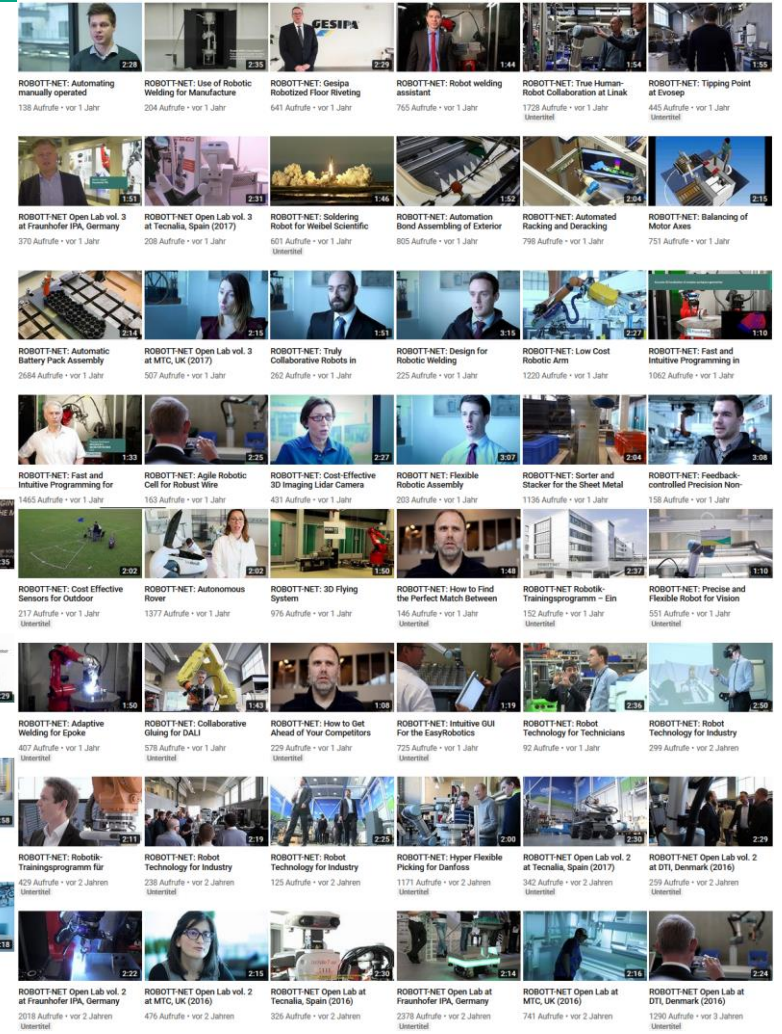 2:28
2:35
GESIPA
2:29
1:44
1:54
1:55
ROBOTT-NET: Automating
manually operated
138 Aufrufe • vor 1 Jahr
ROBOTT-NET: Use of Robotic
Welding for Manufacture
204 Aufrufe • vor 1 Jahr
ROBOTT-NET: Gesipa
Robotized Floor Riveting
641 Aufrufe • vor 1 Jahr
ROBOTT-NET: Robot welding
assistant
765 Aufrufe • vor 1 Jahr
ROBOTT-NET: True Human-
Robot Collaboration at Linak
1728 Aufrufe • vor 1 Jahr
Untertitel
ROBOTT-NET: Tipping Point
at Evosep
445 Aufrufe • vor 1 Jahr
Untertitel
1:51
2:31
1:46
1:52
2:04
2:15
ROBOTT-NET Open Lab vol. 3
at Fraunhofer IPA, Germany
370 Aufrufe • vor 1 Jahr
ROBOTT-NET Open Lab vol. 3
at Tecnalia, Spain (2017)
208 Aufrufe • vor 1 Jahr
ROBOTT-NET: Soldering
Robot for Weibel Scientific
601 Aufrufe • vor 1 Jahr
Untertitel
ROBOTT-NET: Automation
Bond Assembling of Exterior
805 Aufrufe • vor 1 Jahr
ROBOTT-NET: Automated
Racking and Deracking
798 Aufrufe • vor 1 Jahr
ROBOTT-NET: Balancing of
Motor Axes
751 Aufrufe • vor 1 Jahr
2:14
2:15
1:51
3:15
2:27
1:10
ROBOTT-NET: Automatic
Battery Pack Assembly
2684 Aufrufe • vor 1 Jahr
ROBOTT-NET Open Lab vol. 3
at MTC, UK (2017)
507 Aufrufe • vor 1 Jahr
ROBOTT-NET: Truly
Collaborative Robots in
262 Aufrufe • vor 1 Jahr
ROBOTT-NET: Design for
Robotic Welding
225 Aufrufe • vor 1 Jahr
ROBOTT-NET: Low Cost
Robotic Arm
1220 Aufrufe • vor 1 Jahr
ROBOTT-NET: Fast and
Intuitive Programming in
1062 Aufrufe • vor 1 Jahr
1:33
2:25
2:27
3:07
2:04
3:08
ROBOTT-NET: Fast and
Intuitive Programming for
1465 Aufrufe • vor 1 Jahr
ROBOTT-NET: Agile Robotic
Cell for Robust Wire
163 Aufrufe • vor 1 Jahr
ROBOTT-NET: Cost-Effective
3D Imaging Lidar Camera
431 Aufrufe • vor 1 Jahr
ROBOTT NET: Flexible
Robotic Assembly
203 Aufrufe • vor 1 Jahr
ROBOTT-NET: Sorter and
Stacker for the Sheet Metal
1136 Aufrufe • vor 1 Jahr
ROBOTT-NET: Feedback-
controlled Precision Non-
158 Aufrufe • vor 1 Jahr
:35
2:02
2:02
1:50
1:48
2:37
1:10
ROBOTT-NET: Cost Effective
Sensors for Outdoor
217 Aufrufe • vor 1 Jahr
Untertitel
ROBOTT-NET: Autonomous
Rover
1377 Aufrufe • vor 1 Jahr
ROBOTT-NET: 3D Flying
System
976 Aufrufe • vor 1 Jahr
ROBOTT-NET: How to Find
the Perfect Match Between
146 Aufrufe • vor 1 Jahr
Untertitel
ROBOTT-NET Robotik-
Trainingsprogramm – Ein
152 Aufrufe • vor 1 Jahr
Untertitel
ROBOTT-NET: Precise and
Flexible Robot for Vision
551 Aufrufe • vor 1 Jahr
Untertitel
:29
1:50
1:43
1:08
1:19
2:36
2:50
ROBOTT-NET: Adaptive
Welding for Epoke
407 Aufrufe • vor 1 Jahr
Untertitel
ROBOTT-NET: Collaborative
Gluing for DALI
578 Aufrufe • vor 1 Jahr
Untertitel
ROBOTT-NET: How to Get
Ahead of Your Competitors
229 Aufrufe • vor 1 Jahr
Untertitel
ROBOTT-NET: Intuitive GUI
For the EasyRobotics
725 Aufrufe • vor 1 Jahr
Untertitel
ROBOTT-NET: Robot
Technology for Technicians
92 Aufrufe • vor 1 Jahr
ROBOTT-NET: Robot
Technology for Industry
299 Aufrufe • vor 2 Jahren
:58
2:11
2:19
2:25
2:00
2:30
2:29
ROBOTT-NET: Robotik-
Trainingsprogramm für
429 Aufrufe • vor 2 Jahren
Untertitel
ROBOTT-NET: Robot
Technology for Industry
238 Aufrufe • vor 2 Jahren
Untertitel
ROBOTT-NET: Robot
Technology for Industry
125 Aufrufe • vor 2 Jahren
ROBOTT-NET: Hyper Flexible
Picking for Danfoss
1171 Aufrufe • vor 2 Jahren
Untertitel
ROBOTT-NET Open Lab vol. 2
at Tecnalia, Spain (2017)
342 Aufrufe • vor 2 Jahren
Untertitel
ROBOTT-NET Open Lab vol. 2
at DTI, Denmark (2016)
259 Aufrufe • vor 2 Jahren
Untertitel
:18
2:22
2:15
2:30
2:14
2:16
2:24
ROBOTT-NET Open Lab vol. 2
at Fraunhofer IPA, Germany
2018 Aufrufe • vor 2 Jahren
Untertitel
ROBOTT-NET Open Lab vol. 2
at MTC, UK (2016)
476 Aufrufe • vor 2 Jahren
ROBOTT-NET Open Lab at
Tecnalia, Spain (2016)
326 Aufrufe • vor 2 Jahren
ROBOTT-NET Open Lab at
Fraunhofer IPA, Germany
2378 Aufrufe • vor 2 Jahren
Untertitel
ROBOTT-NET Open Lab at
MTC, UK (2016)
741 Aufrufe • vor 2 Jahren
ROBOTT-NET Open Lab at
DTI, Denmark (2016)
1290 Aufrufe • vor 3 Jahren
Untertitel